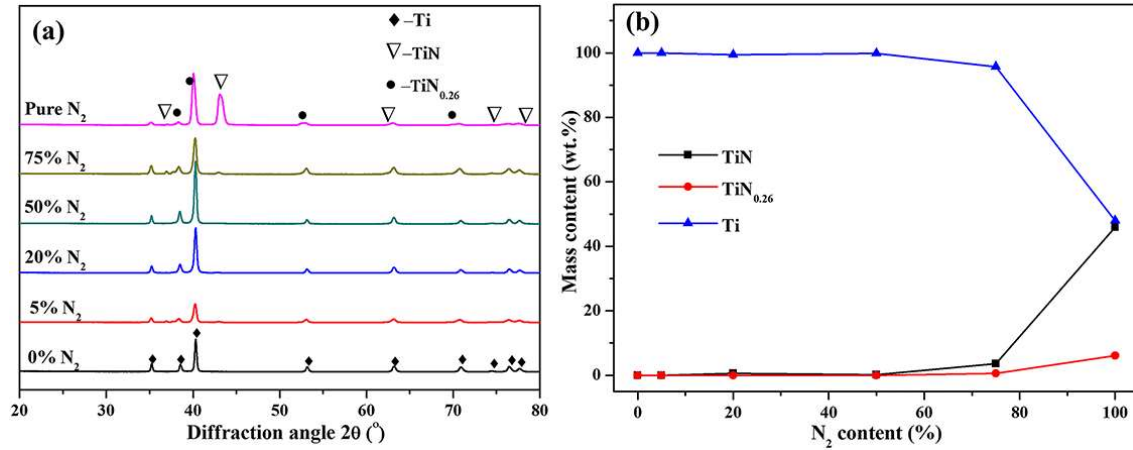 (a)
♦–Ti
▽–TiN
●–TiN0.26
Pure N2
75% N2
50% N2
20% N2
5% N2
0% N2
20 30 40 50 60 70 80
Diffraction angle 2θ (°)
(b)
100
80
60
40
20
0
Mass content (wt.%)
TiN
TiN0.26
Ti
0 20 40 60 80 100
N2 content (%)